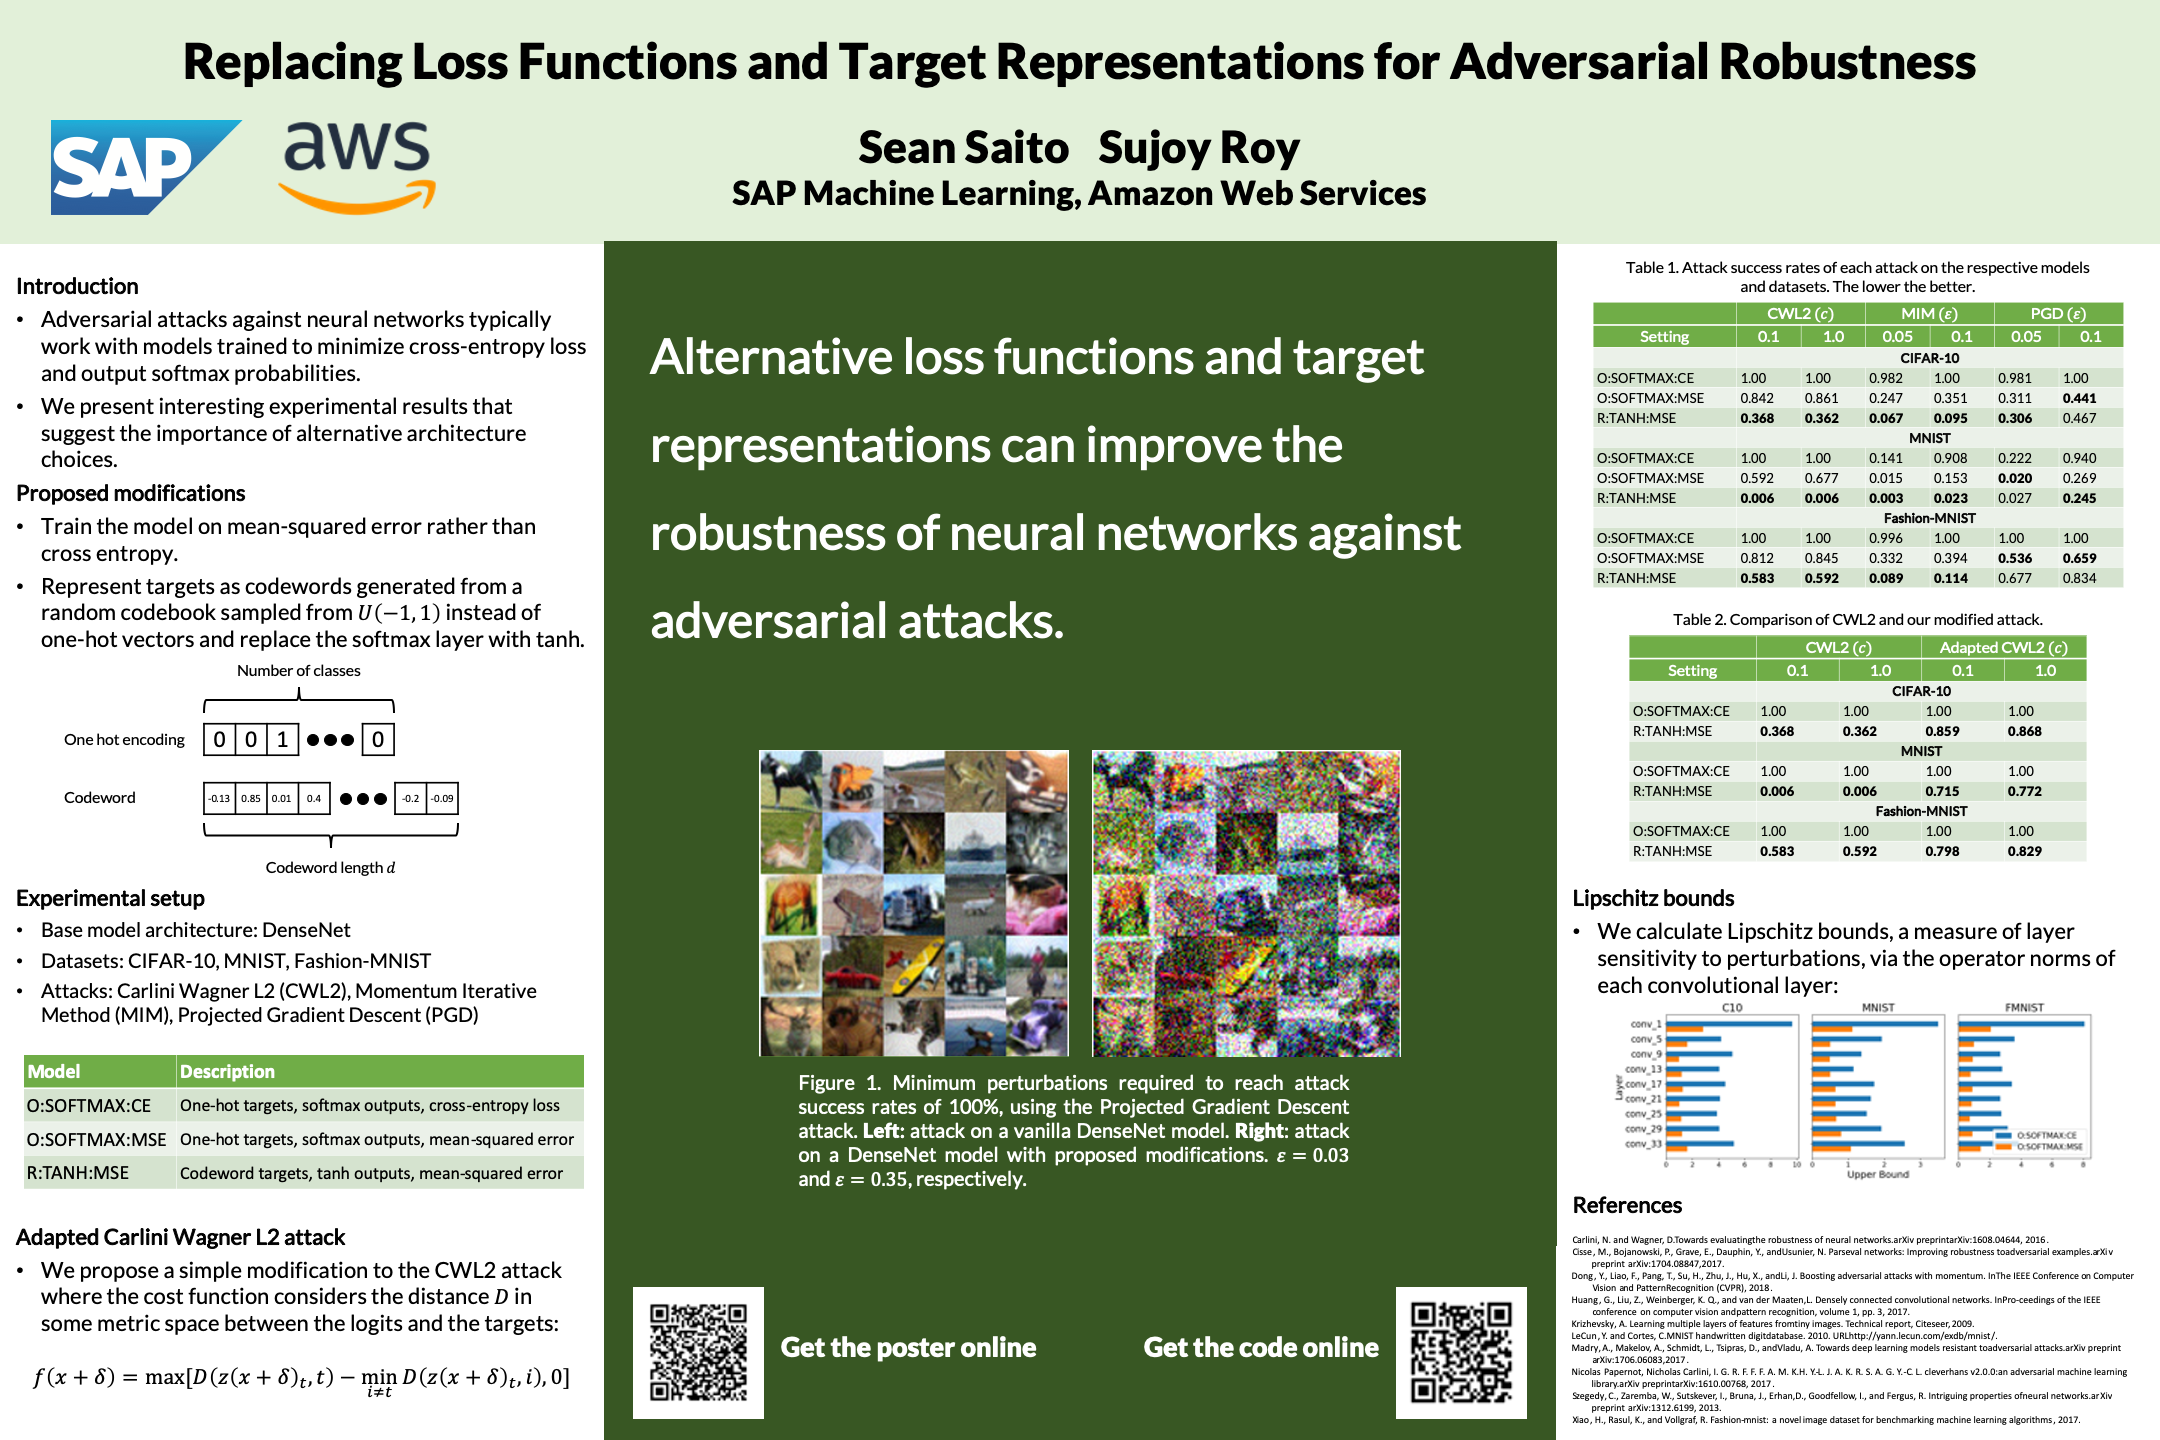 Replacing Loss Functions and Target Representations for Adversarial Robustness
SAP
aws
Sean Saito Sujoy Roy
SAP Machine Learning, Amazon Web Services
Introduction
• Adversarial attacks against neural networks typically
work with models trained to minimize cross-entropy loss
and output softmax probabilities.
• We present interesting experimental results that
suggest the importance of alternative architecture
choices.
Proposed modifications
• Train the model on mean-squared error rather than
cross entropy.
• Represent targets as codewords generated from a
random codebook sampled from U(−1, 1) instead of
one-hot vectors and replace the softmax layer with tanh.
Number of classes
One hot encoding 0 0 1 ●●● 0
Codeword -0.13 0.85 0.01 0.4 ●●● -0.2 -0.09
Codeword length d
Experimental setup
• Base model architecture: DenseNet
• Datasets: CIFAR-10, MNIST, Fashion-MNIST
• Attacks: Carlini Wagner L2 (CWL2), Momentum Iterative
Method (MIM), Projected Gradient Descent (PGD)
Model Description
O:SOFTMAX:CE One-hot targets, softmax outputs, cross-entropy loss
O:SOFTMAX:MSE One-hot targets, softmax outputs, mean-squared error
R:TANH:MSE Codeword targets, tanh outputs, mean-squared error
Adapted Carlini Wagner L2 attack
• We propose a simple modification to the CWL2 attack
where the cost function considers the distance D in
some metric space between the logits and the targets:
f(x + δ) = max[D(z(x + δ)t, t) − min i≠t D(z(x + δ)t, i), 0]
Alternative loss functions and target
representations can improve the
robustness of neural networks against
adversarial attacks.
Figure 1. Minimum perturbations required to reach attack
success rates of 100%, using the Projected Gradient Descent
attack. Left: attack on a vanilla DenseNet model. Right: attack
on a DenseNet model with proposed modifications. ε = 0.03
and ε = 0.35, respectively.
Get the poster online
Get the code online
Table 1. Attack success rates of each attack on the respective models
and datasets. The lower the better.
CWL2 (c) MIM (ε) PGD (ε)
Setting 0.1 1.0 0.05 0.1 0.05 0.1
CIFAR-10
O:SOFTMAX:CE 1.00 1.00 0.982 1.00 0.981 1.00
O:SOFTMAX:MSE 0.842 0.861 0.247 0.351 0.311 0.441
R:TANH:MSE 0.368 0.362 0.067 0.095 0.306 0.467
MNIST
O:SOFTMAX:CE 1.00 1.00 0.141 0.908 0.222 0.940
O:SOFTMAX:MSE 0.592 0.677 0.015 0.153 0.020 0.269
R:TANH:MSE 0.006 0.006 0.003 0.023 0.027 0.245
Fashion-MNIST
O:SOFTMAX:CE 1.00 1.00 0.996 1.00 1.00 1.00
O:SOFTMAX:MSE 0.812 0.845 0.332 0.394 0.536 0.659
R:TANH:MSE 0.583 0.592 0.089 0.114 0.677 0.834
Table 2. Comparison of CWL2 and our modified attack.
CWL2 (c) Adapted CWL2 (c)
Setting 0.1 1.0 0.1 1.0
CIFAR-10
O:SOFTMAX:CE 1.00 1.00 1.00 1.00
R:TANH:MSE 0.368 0.362 0.859 0.868
MNIST
O:SOFTMAX:CE 1.00 1.00 1.00 1.00
R:TANH:MSE 0.006 0.006 0.715 0.772
Fashion-MNIST
O:SOFTMAX:CE 1.00 1.00 1.00 1.00
R:TANH:MSE 0.583 0.592 0.798 0.829
Lipschitz bounds
• We calculate Lipschitz bounds, a measure of layer
sensitivity to perturbations, via the operator norms of
each convolutional layer:
C10 MNIST FMNIST
Layer
conv_1
conv_5
conv_9
conv_13
conv_17
conv_21
conv_25
conv_29
conv_33
O:SOFTMAX:CE
O:SOFTMAX:MSE
0 2 4 6 8 10 0 1 2 3 0 2 4 6 8
Upper Bound
References
Carlini, N. and Wagner, D.Towards evaluatingthe robustness of neural networks.arXiv preprintarXiv:1608.04644, 2016.
Cisse, M., Bojanowski, P., Grave, E., Dauphin, Y., andUsunier, N. Parseval networks: Improving robustness toadversarial examples.arXiv
preprint arXiv:1704.08847,2017.
Dong, Y., Liao, F., Pang, T., Su, H., Zhu, J., Hu, X., andLi, J. Boosting adversarial attacks with momentum. InThe IEEE Conference on Computer
Vision and PatternRecognition (CVPR), 2018.
Huang, G., Liu, Z., Weinberger, K. Q., and van der Maaten,L. Densely connected convolutional networks. InPro-ceedings of the IEEE
conference on computer vision andpattern recognition, volume 1, pp. 3, 2017.
Krizhevsky, A. Learning multiple layers of features fromtiny images. Technical report, Citeseer,2009.
LeCun, Y. and Cortes, C.MNIST handwritten digitdatabase. 2010. URLhttp://yann.lecun.com/exdb/mnist/.
Madry, A., Makelov, A., Schmidt, L., Tsipras, D., andVladu, A. Towards deep learning models resistant toadversarial attacks.arXiv preprint
arXiv:1706.06083,2017.
Nicolas Papernot, Nicholas Carlini, I. G. R. F. F. F. A. M. K.H. Y.-L. J. A. K. R. S. A. G. Y.-C. L. cleverhans v2.0.0:an adversarial machine learning
library.arXiv preprintarXiv:1610.00768, 2017.
Szegedy, C., Zaremba, W., Sutskever, I., Bruna, J., Erhan,D., Goodfellow, I., and Fergus, R. Intriguing properties ofneural networks.arXiv
preprint arXiv:1312.6199, 2013.
Xiao, H., Rasul, K., and Vollgraf, R. Fashion-mnist: a novel image dataset for benchmarking machine learning algorithms, 2017.